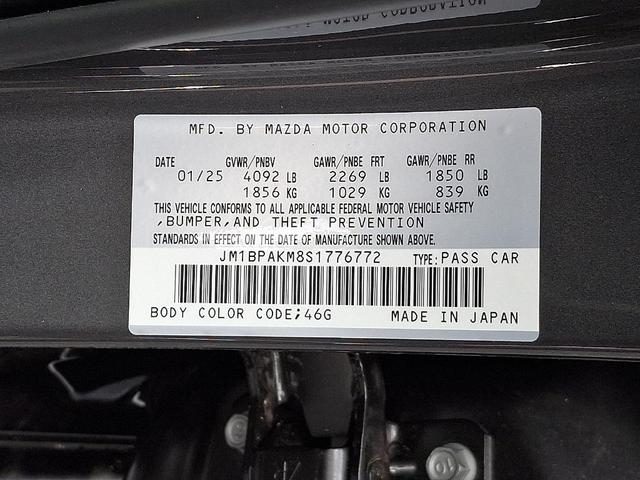 MFD. BY MAZDA MOTOR CORPORATION
DATE GVWR/PNBV GAWR/PNBE FRT GAWR/PNBE RR
01/25 4092 LB 2269 LB 1850 LB
1856 KG 1029 KG 839 KG
THIS VEHICLE CONFORMS TO ALL APPLICABLE FEDERAL MOTOR VEHICLE SAFETY
,BUMPER,AND THEFT PREVENTION
STANDARDS IN EFFECT ON THE DATE OF MANUFACTURE SHOWN ABOVE.
JM1BPAKM8S1776772 TYPE:PASS CAR
BODY COLOR CODE;46G MADE IN JAPAN
10